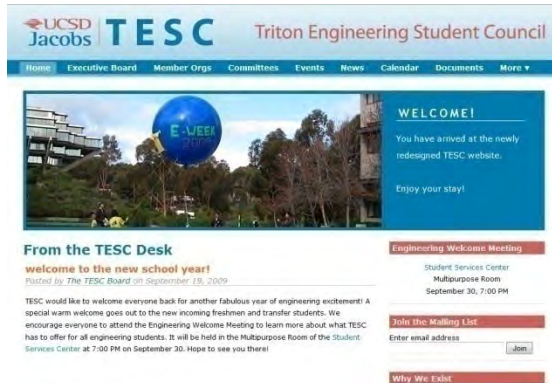 UCSD
Jacobs
TESC
Triton Engineering Student Council
Home Executive Board Member Orgs Committees Events News Calendar Documents More ▾
E-WEEK
WELCOME!
You have arrived at the newly
redesigned TESC website.
Enjoy your stay!
From the TESC Desk
welcome to the new school year!
Posted by The TESC Board on September 19, 2009
TESC would like to welcome everyone back for another fabulous year of engineering excitement! A
special warm welcome goes out to the new incoming freshmen and transfer students. We
encourage everyone to attend the Engineering Welcome Meeting to learn more about what TESC
has to offer for all engineering students. It will be held in the Multipurpose Room of the Student
Services Center at 7:00 PM on September 30. Hope to see you there!
Engineering Welcome Meeting
Student Services Center
Multipurpose Room
September 30, 7:00 PM
Join the Mailing List
Enter email address
Join
Why We Exist